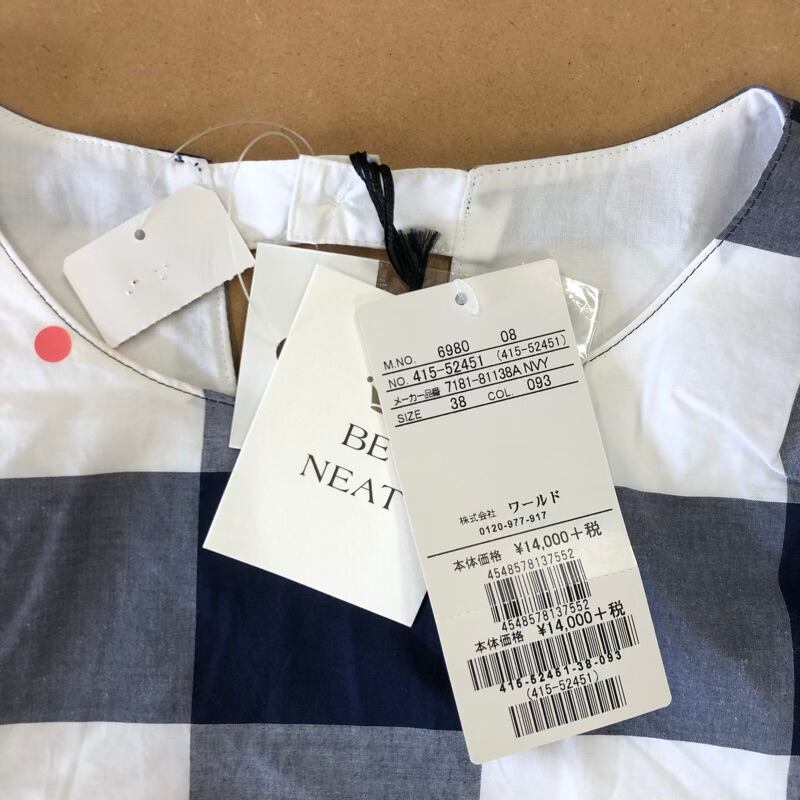 BE
NEAT
M.NO. 6980 08
NO. 415-52451 (415-52451)
メーカー品番 7181-81138A NVY
SIZE 38 COL. 093
株式会社 ワールド
0120-977-917
本体価格 ¥14,000+税
4548578137552
4548578137552
本体価格 ¥14,000+税
415-52451-38-093
(415-52451)